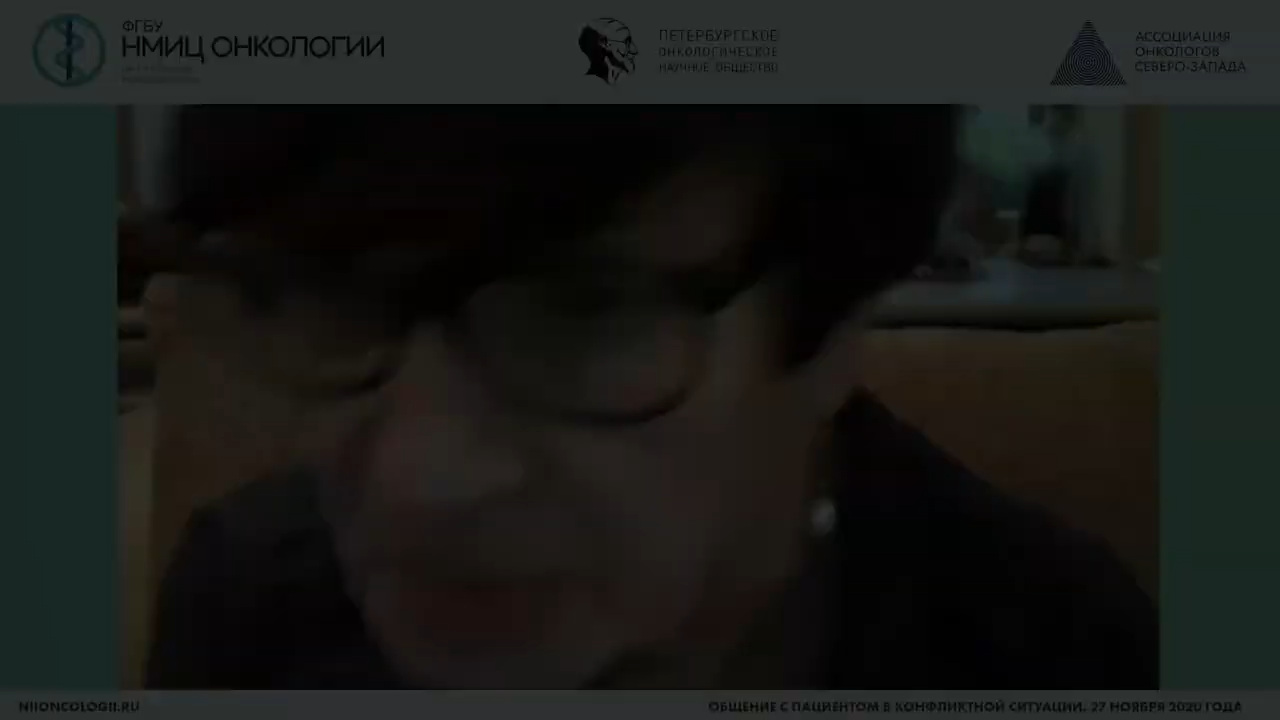 ФГБУ
НМИЦ ОНКОЛОГИИ
ПЕТЕРБУРГСКОЕ
ОНКОЛОГИЧЕСКОЕ
НАУЧНОЕ ОБЩЕСТВО
АССОЦИАЦИЯ
ОНКОЛОГОВ
СЕВЕРО-ЗАПАДА
NIIONCOLOGII.RU
ОБЩЕНИЕ С ПАЦИЕНТОМ В КОНФЛИКТНОЙ СИТУАЦИИ. 27 НОЯБРЯ 2020 ГОДА